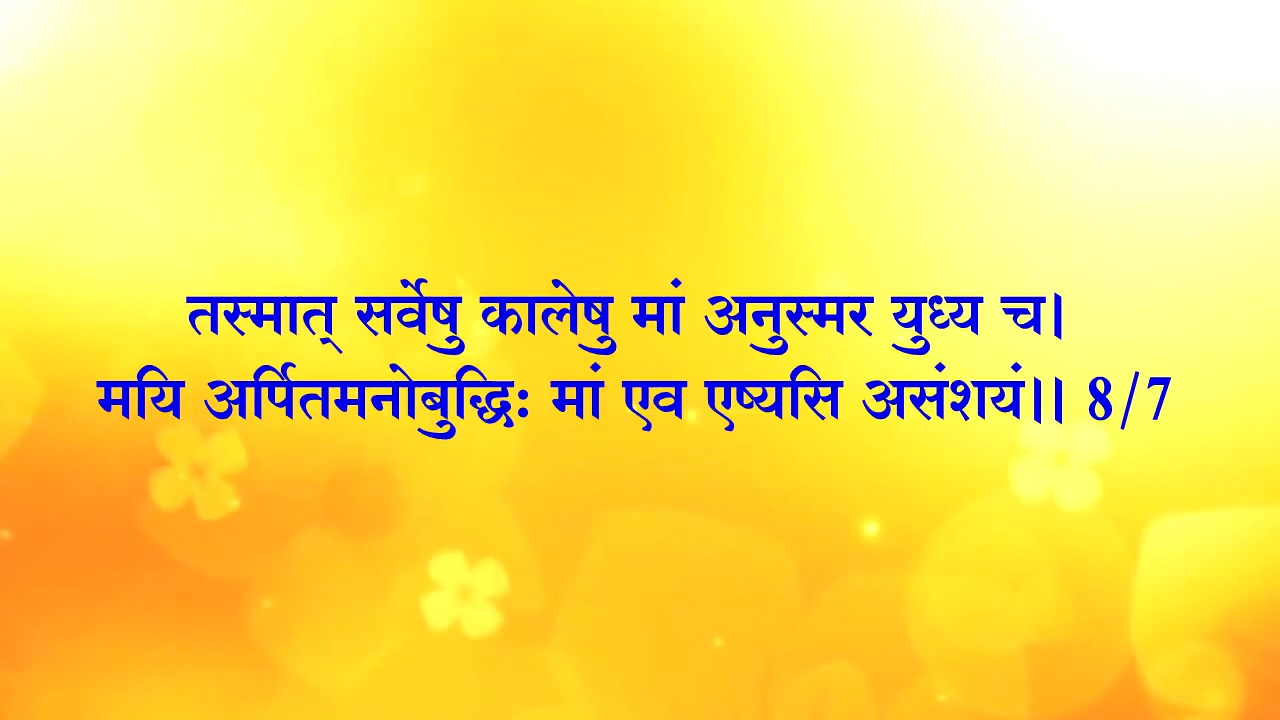 तस्मात् सर्वेषु कालेषु मां अनुस्मर युध्य च।
मयि अर्पितमनोबुद्धिः मां एव एष्यसि असंशयं।। 8/7